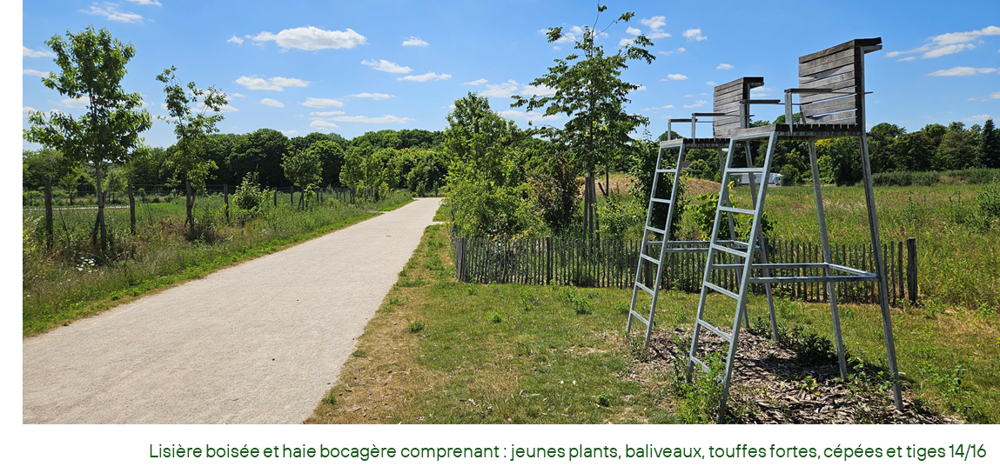 Lisière boisée et haie bocagère comprenant : jeunes plants, baliveaux, touffes fortes, cépées et tiges 14/16